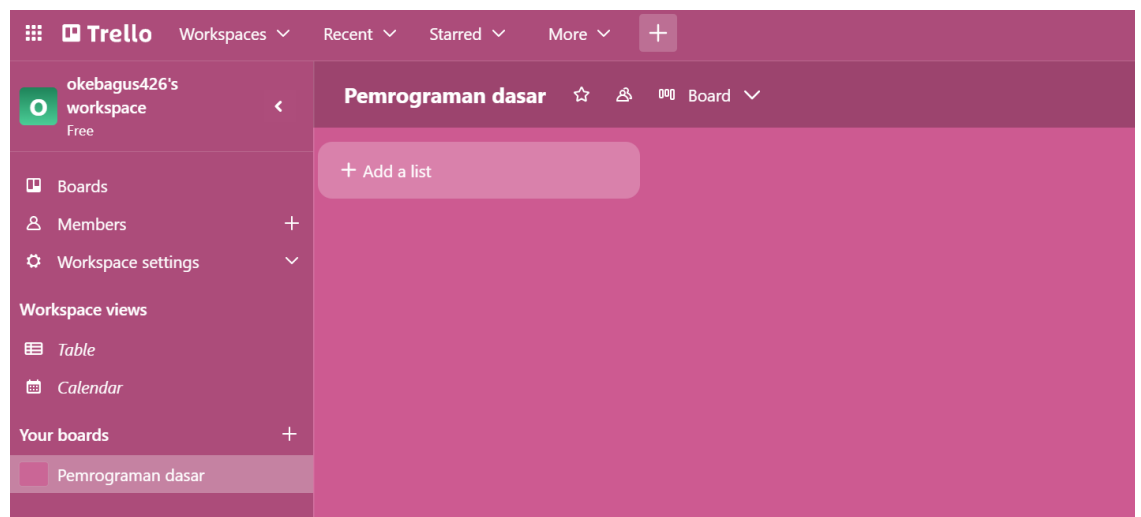 Trello Workspaces Recent Starred More
okebagus426's
workspace
Free
O
Pemrograman dasar Board
+ Add a list
Boards
Members
Workspace settings
Workspace views
Table
Calendar
Your boards
Pemrograman dasar